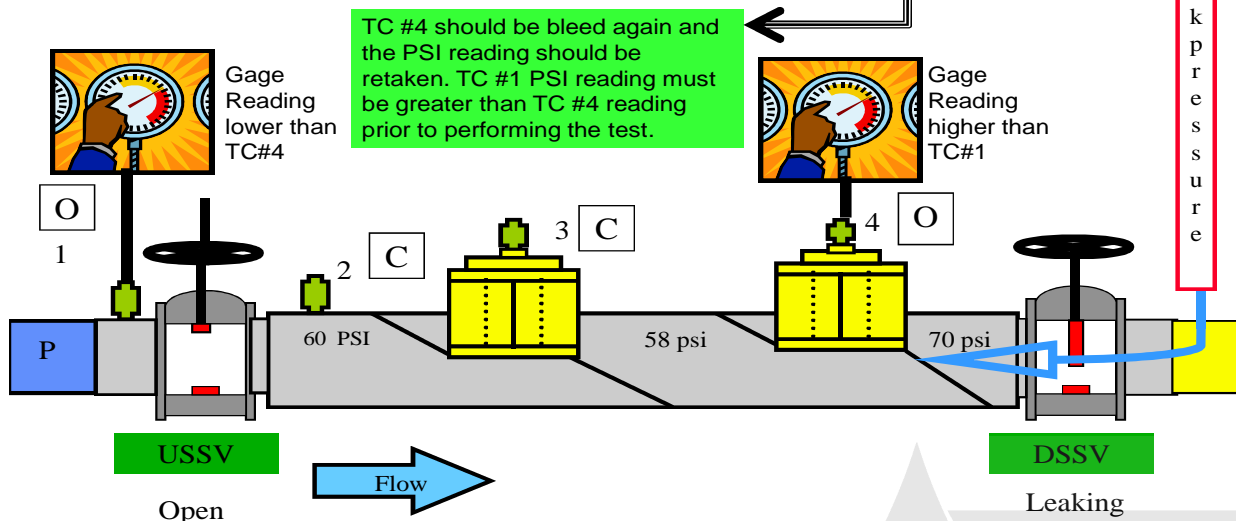 TC #4 should be bleed again and
the PSI reading should be
retaken. TC #1 PSI reading must
be greater than TC #4 reading
prior to performing the test.
Gage
Reading
lower than
TC#4
Gage
Reading
higher than
TC#1
k
p
r
e
s
s
u
r
e
O
1
2
C
3
C
4
O
P
60 PSI
58 psi
70 psi
USSV
Open
Flow
DSSV
Leaking